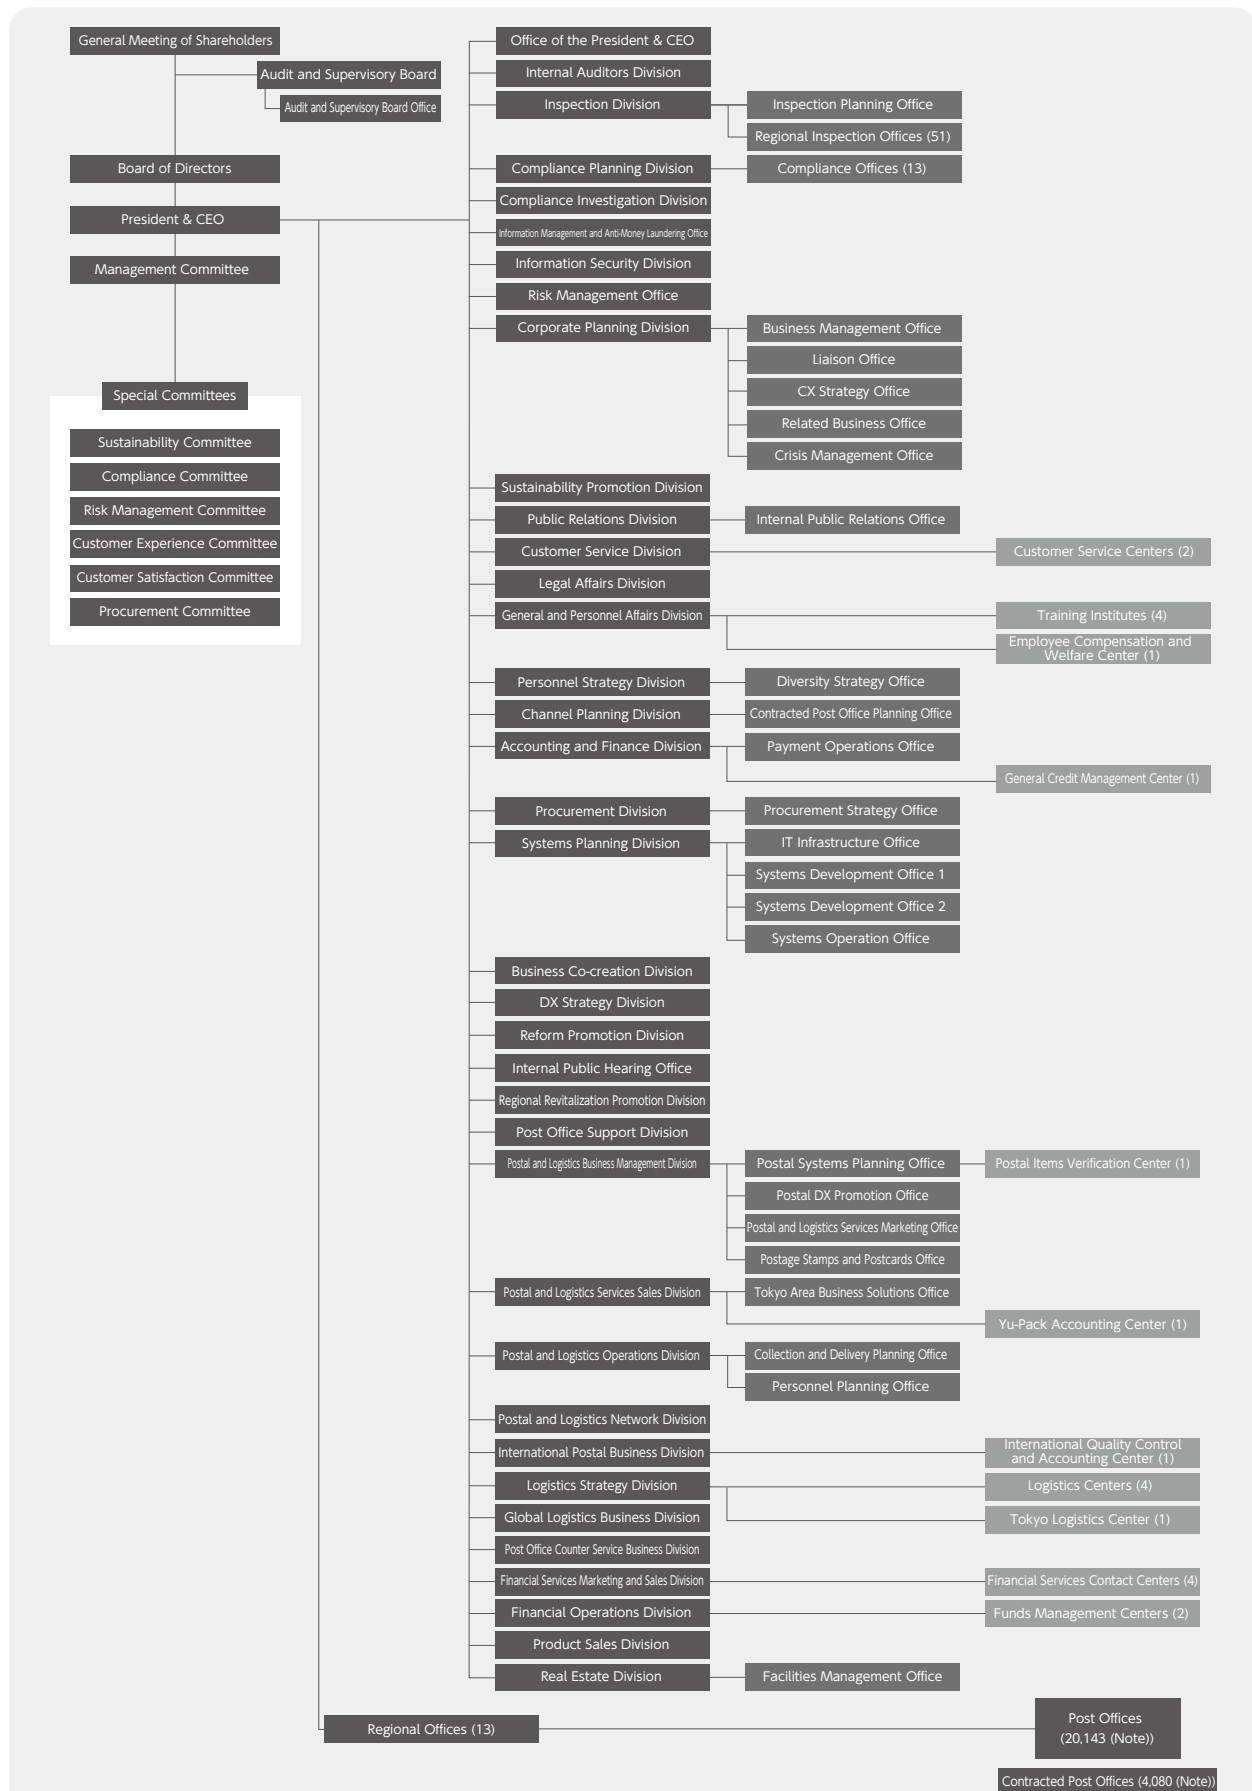 General Meeting of Shareholders
Audit and Supervisory Board
Audit and Supervisory Board Office
Board of Directors
President & CEO
Management Committee
Special Committees
Sustainability Committee
Compliance Committee
Risk Management Committee
Customer Experience Committee
Customer Satisfaction Committee
Procurement Committee
Office of the President & CEO
Internal Auditors Division
Inspection Division
Inspection Planning Office
Regional Inspection Offices (51)
Compliance Planning Division
Compliance Offices (13)
Compliance Investigation Division
Information Management and Anti-Money Laundering Office
Information Security Division
Risk Management Office
Corporate Planning Division
Business Management Office
Liaison Office
CX Strategy Office
Related Business Office
Crisis Management Office
Sustainability Promotion Division
Public Relations Division
Internal Public Relations Office
Customer Service Division
Customer Service Centers (2)
Legal Affairs Division
General and Personnel Affairs Division
Training Institutes (4)
Employee Compensation and
Welfare Center (1)
Personnel Strategy Division
Diversity Strategy Office
Channel Planning Division
Contracted Post Office Planning Office
Accounting and Finance Division
Payment Operations Office
General Credit Management Center (1)
Procurement Division
Procurement Strategy Office
Systems Planning Division
IT Infrastructure Office
Systems Development Office 1
Systems Development Office 2
Systems Operation Office
Business Co-creation Division
DX Strategy Division
Reform Promotion Division
Internal Public Hearing Office
Regional Revitalization Promotion Division
Post Office Support Division
Postal and Logistics Business Management Division
Postal Systems Planning Office
Postal Items Verification Center (1)
Postal DX Promotion Office
Postal and Logistics Services Marketing Office
Postage Stamps and Postcards Office
Postal and Logistics Services Sales Division
Tokyo Area Business Solutions Office
Yu-Pack Accounting Center (1)
Postal and Logistics Operations Division
Collection and Delivery Planning Office
Personnel Planning Office
Postal and Logistics Network Division
International Postal Business Division
International Quality Control
and Accounting Center (1)
Logistics Strategy Division
Logistics Centers (4)
Tokyo Logistics Center (1)
Global Logistics Business Division
Post Office Counter Service Business Division
Financial Services Marketing and Sales Division
Financial Services Contact Centers (4)
Financial Operations Division
Funds Management Centers (2)
Product Sales Division
Real Estate Division
Facilities Management Office
Regional Offices (13)
Post Offices
(20,143 (Note))
Contracted Post Offices (4,080 (Note))